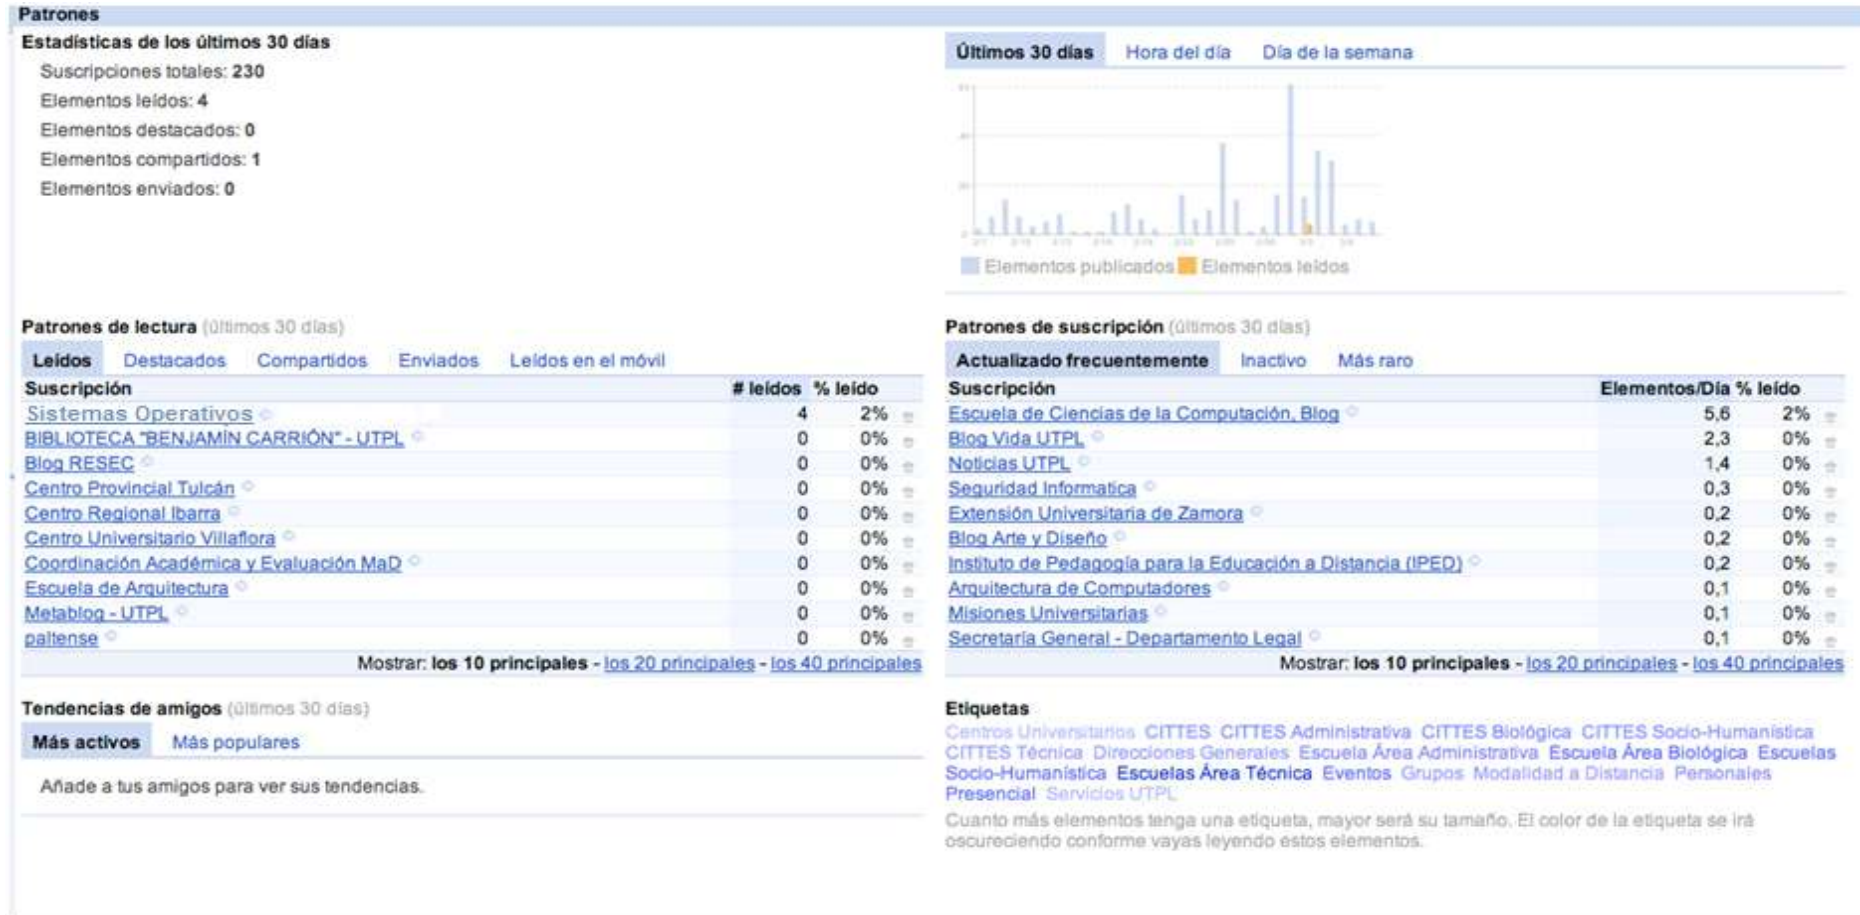 Patrones
Estadísticas de los últimos 30 días
Suscripciones totales: 230
Elementos leídos: 4
Elementos destacados: 0
Elementos compartidos: 1
Elementos enviados: 0
Últimos 30 días Hora del día Día de la semana
Elementos publicados Elementos leídos
Patrones de lectura (últimos 30 días)
Leídos Destacados Compartidos Enviados Leídos en el móvil
Suscripción # leídos % leído
Sistemas Operativos 4 2%
BIBLIOTECA "BENJAMÍN CARRIÓN" - UTPL 0 0%
Blog RESEC 0 0%
Centro Provincial Tulcán 0 0%
Centro Regional Ibarra 0 0%
Centro Universitario Villaflora 0 0%
Coordinación Académica y Evaluación MaD 0 0%
Escuela de Arquitectura 0 0%
Metablog - UTPL 0 0%
paltense 0 0%
Mostrar: los 10 principales - los 20 principales - los 40 principales
Patrones de suscripción (últimos 30 días)
Actualizado frecuentemente Inactivo Más raro
Suscripción Elementos/Día % leído
Escuela de Ciencias de la Computación, Blog 5,6 2%
Blog Vida UTPL 2,3 0%
Noticias UTPL 1,4 0%
Seguridad Informatica 0,3 0%
Extensión Universitaria de Zamora 0,2 0%
Blog Arte y Diseño 0,2 0%
Instituto de Pedagogía para la Educación a Distancia (IPED) 0,2 0%
Arquitectura de Computadores 0,1 0%
Misiones Universitarias 0,1 0%
Secretaría General - Departamento Legal 0,1 0%
Mostrar: los 10 principales - los 20 principales - los 40 principales
Tendencias de amigos (últimos 30 días)
Más activos Más populares
Añade a tus amigos para ver sus tendencias.
Etiquetas
Centros Universitarios CITTES CITTES Administrativa CITTES Biológica CITTES Socio-Humanística
CITTES Técnica Direcciones Generales Escuela Área Administrativa Escuela Área Biológica Escuelas
Socio-Humanística Escuelas Área Técnica Eventos Grupos Modalidad a Distancia Personales
Presencial Servicios UTPL
Cuanto más elementos tenga una etiqueta, mayor será su tamaño. El color de la etiqueta se irá
oscureciendo conforme vayas leyendo estos elementos.